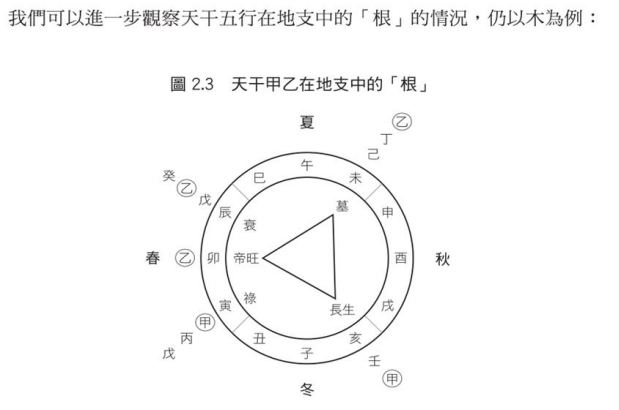 我們可以進一步觀察天干五行在地支中的「根」的情況，仍以木為例：
圖 2.3　天干甲乙在地支中的「根」
夏
乙
丁
己
癸
乙
戊
巳
午
未
辰
申
衰
墓
春
乙
卯
帝旺
酉
秋
寅
祿
長生
戌
甲
丙
戊
丑
子
亥
壬
甲
冬